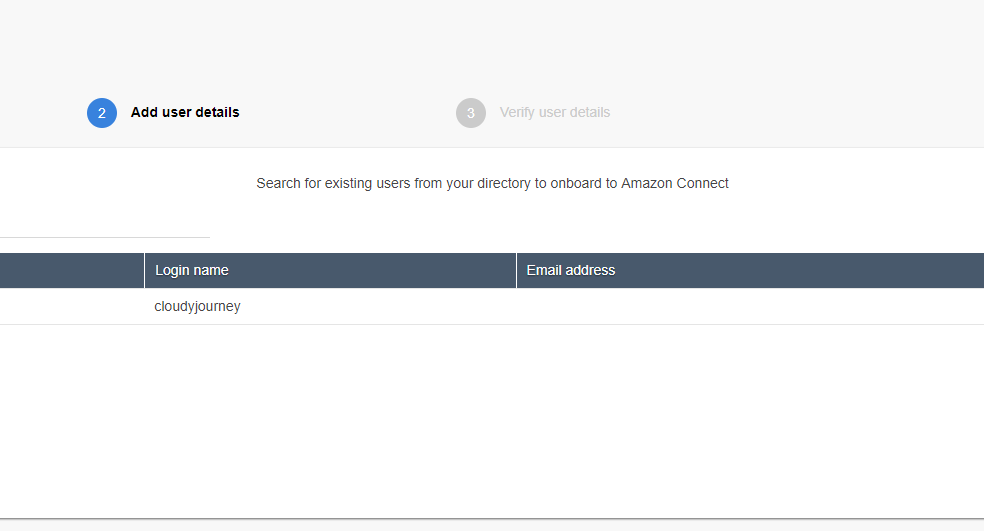 2 Add user details 3 Verify user details
Search for existing users from your directory to onboard to Amazon Connect
Login name Email address
cloudyjourney